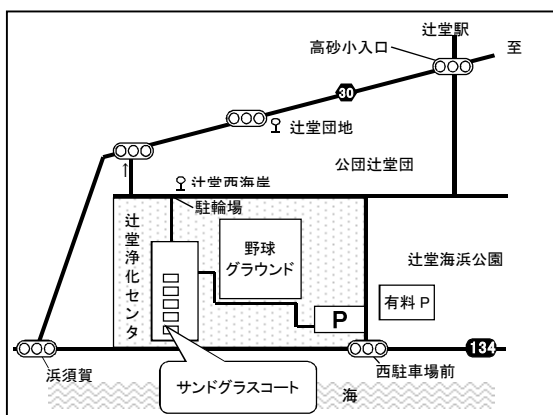 辻堂駅
高砂小入口
至
30
辻堂団地
公団辻堂団
↑
辻堂西海岸
駐輪場
辻堂浄化センタ
野球
グラウンド
辻堂海浜公園
有料P
P
134
浜須賀
西駐車場前
サンドグラスコート
海